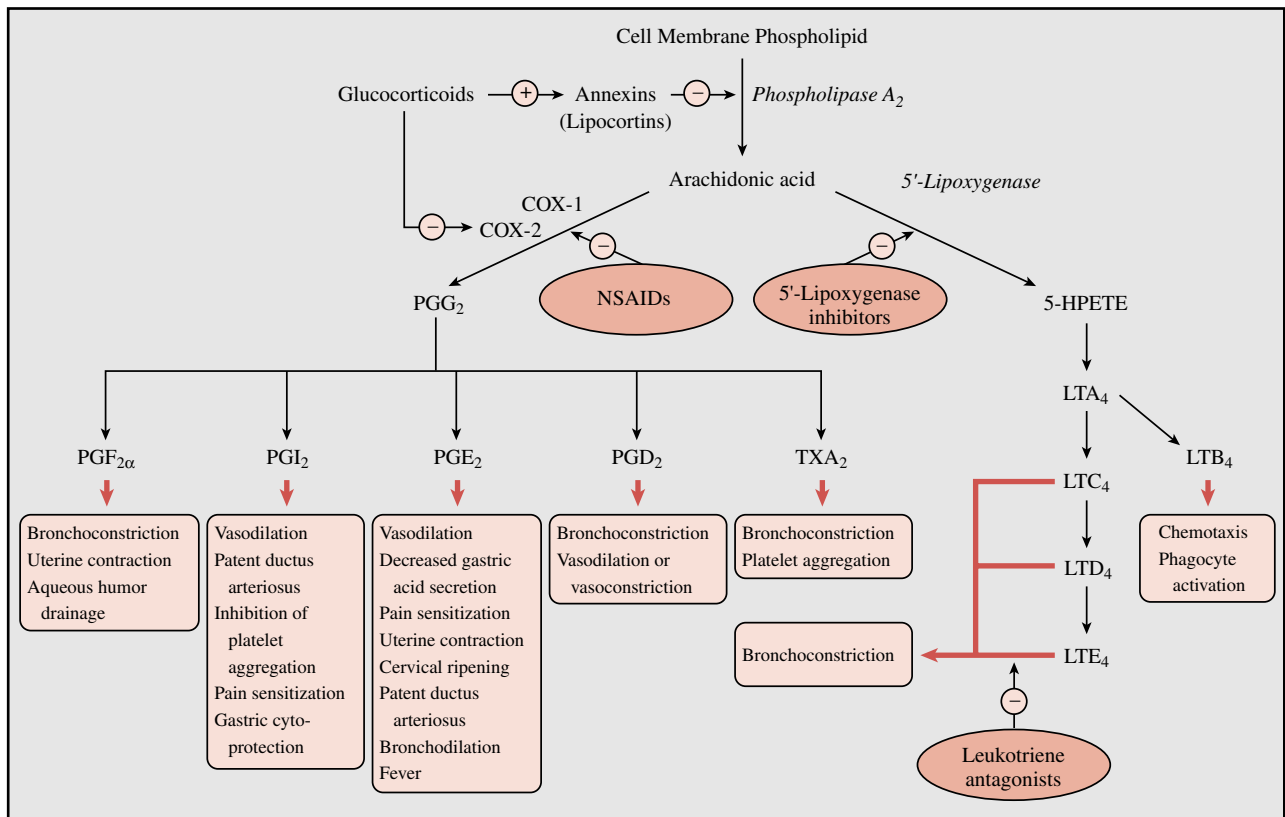 Cell Membrane Phospholipid
Glucocorticoids
+
Annexins
(Lipocortins)
−
Phospholipase A₂
Arachidonic acid
5'-Lipoxygenase
COX-1
COX-2
−
−
−
NSAIDs
5'-Lipoxygenase
inhibitors
PGG₂
5-HPETE
LTA₄
PGF₂α
PGI₂
PGE₂
PGD₂
TXA₂
LTB₄
LTC₄
LTD₄
LTE₄
Bronchoconstriction
Uterine contraction
Aqueous humor
drainage
Vasodilation
Patent ductus
arteriosus
Inhibition of
platelet
aggregation
Pain sensitization
Gastric cyto-
protection
Vasodilation
Decreased gastric
acid secretion
Pain sensitization
Uterine contraction
Cervical ripening
Patent ductus
arteriosus
Bronchodilation
Fever
Bronchoconstriction
Vasodilation or
vasoconstriction
Bronchoconstriction
Platelet aggregation
Chemotaxis
Phagocyte
activation
Bronchoconstriction
−
Leukotriene
antagonists